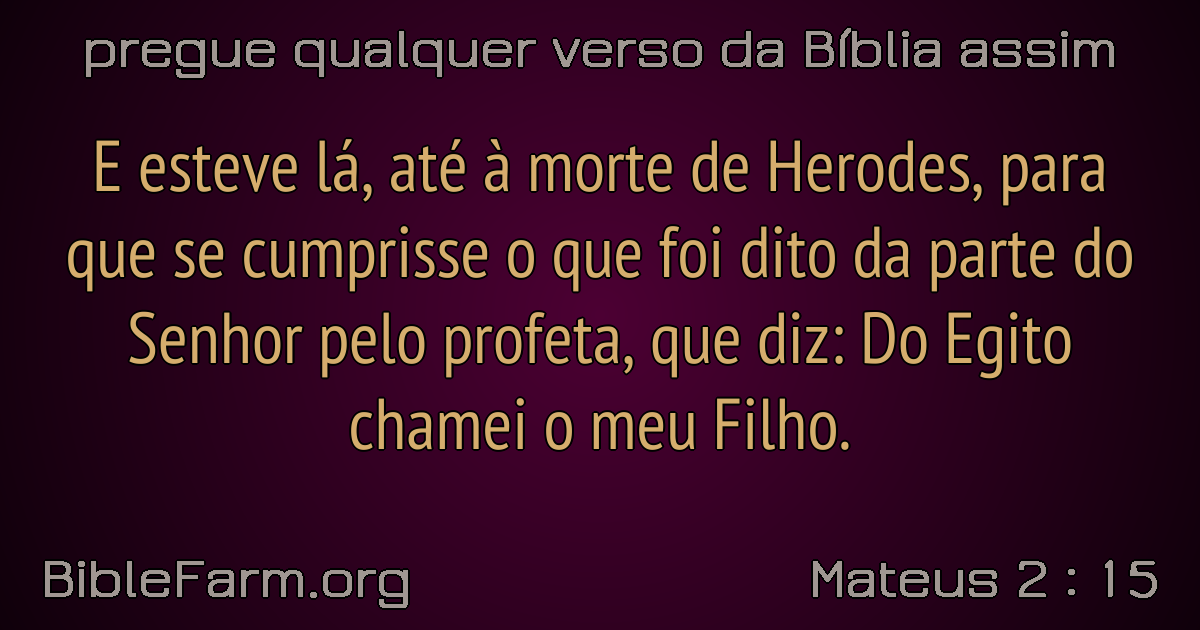 pregue qualquer verso da Bíblia assim
E esteve lá, até à morte de Herodes, para
que se cumprisse o que foi dito da parte do
Senhor pelo profeta, que diz: Do Egito
chamei o meu Filho.
BibleFarm.org
Mateus 2 : 15